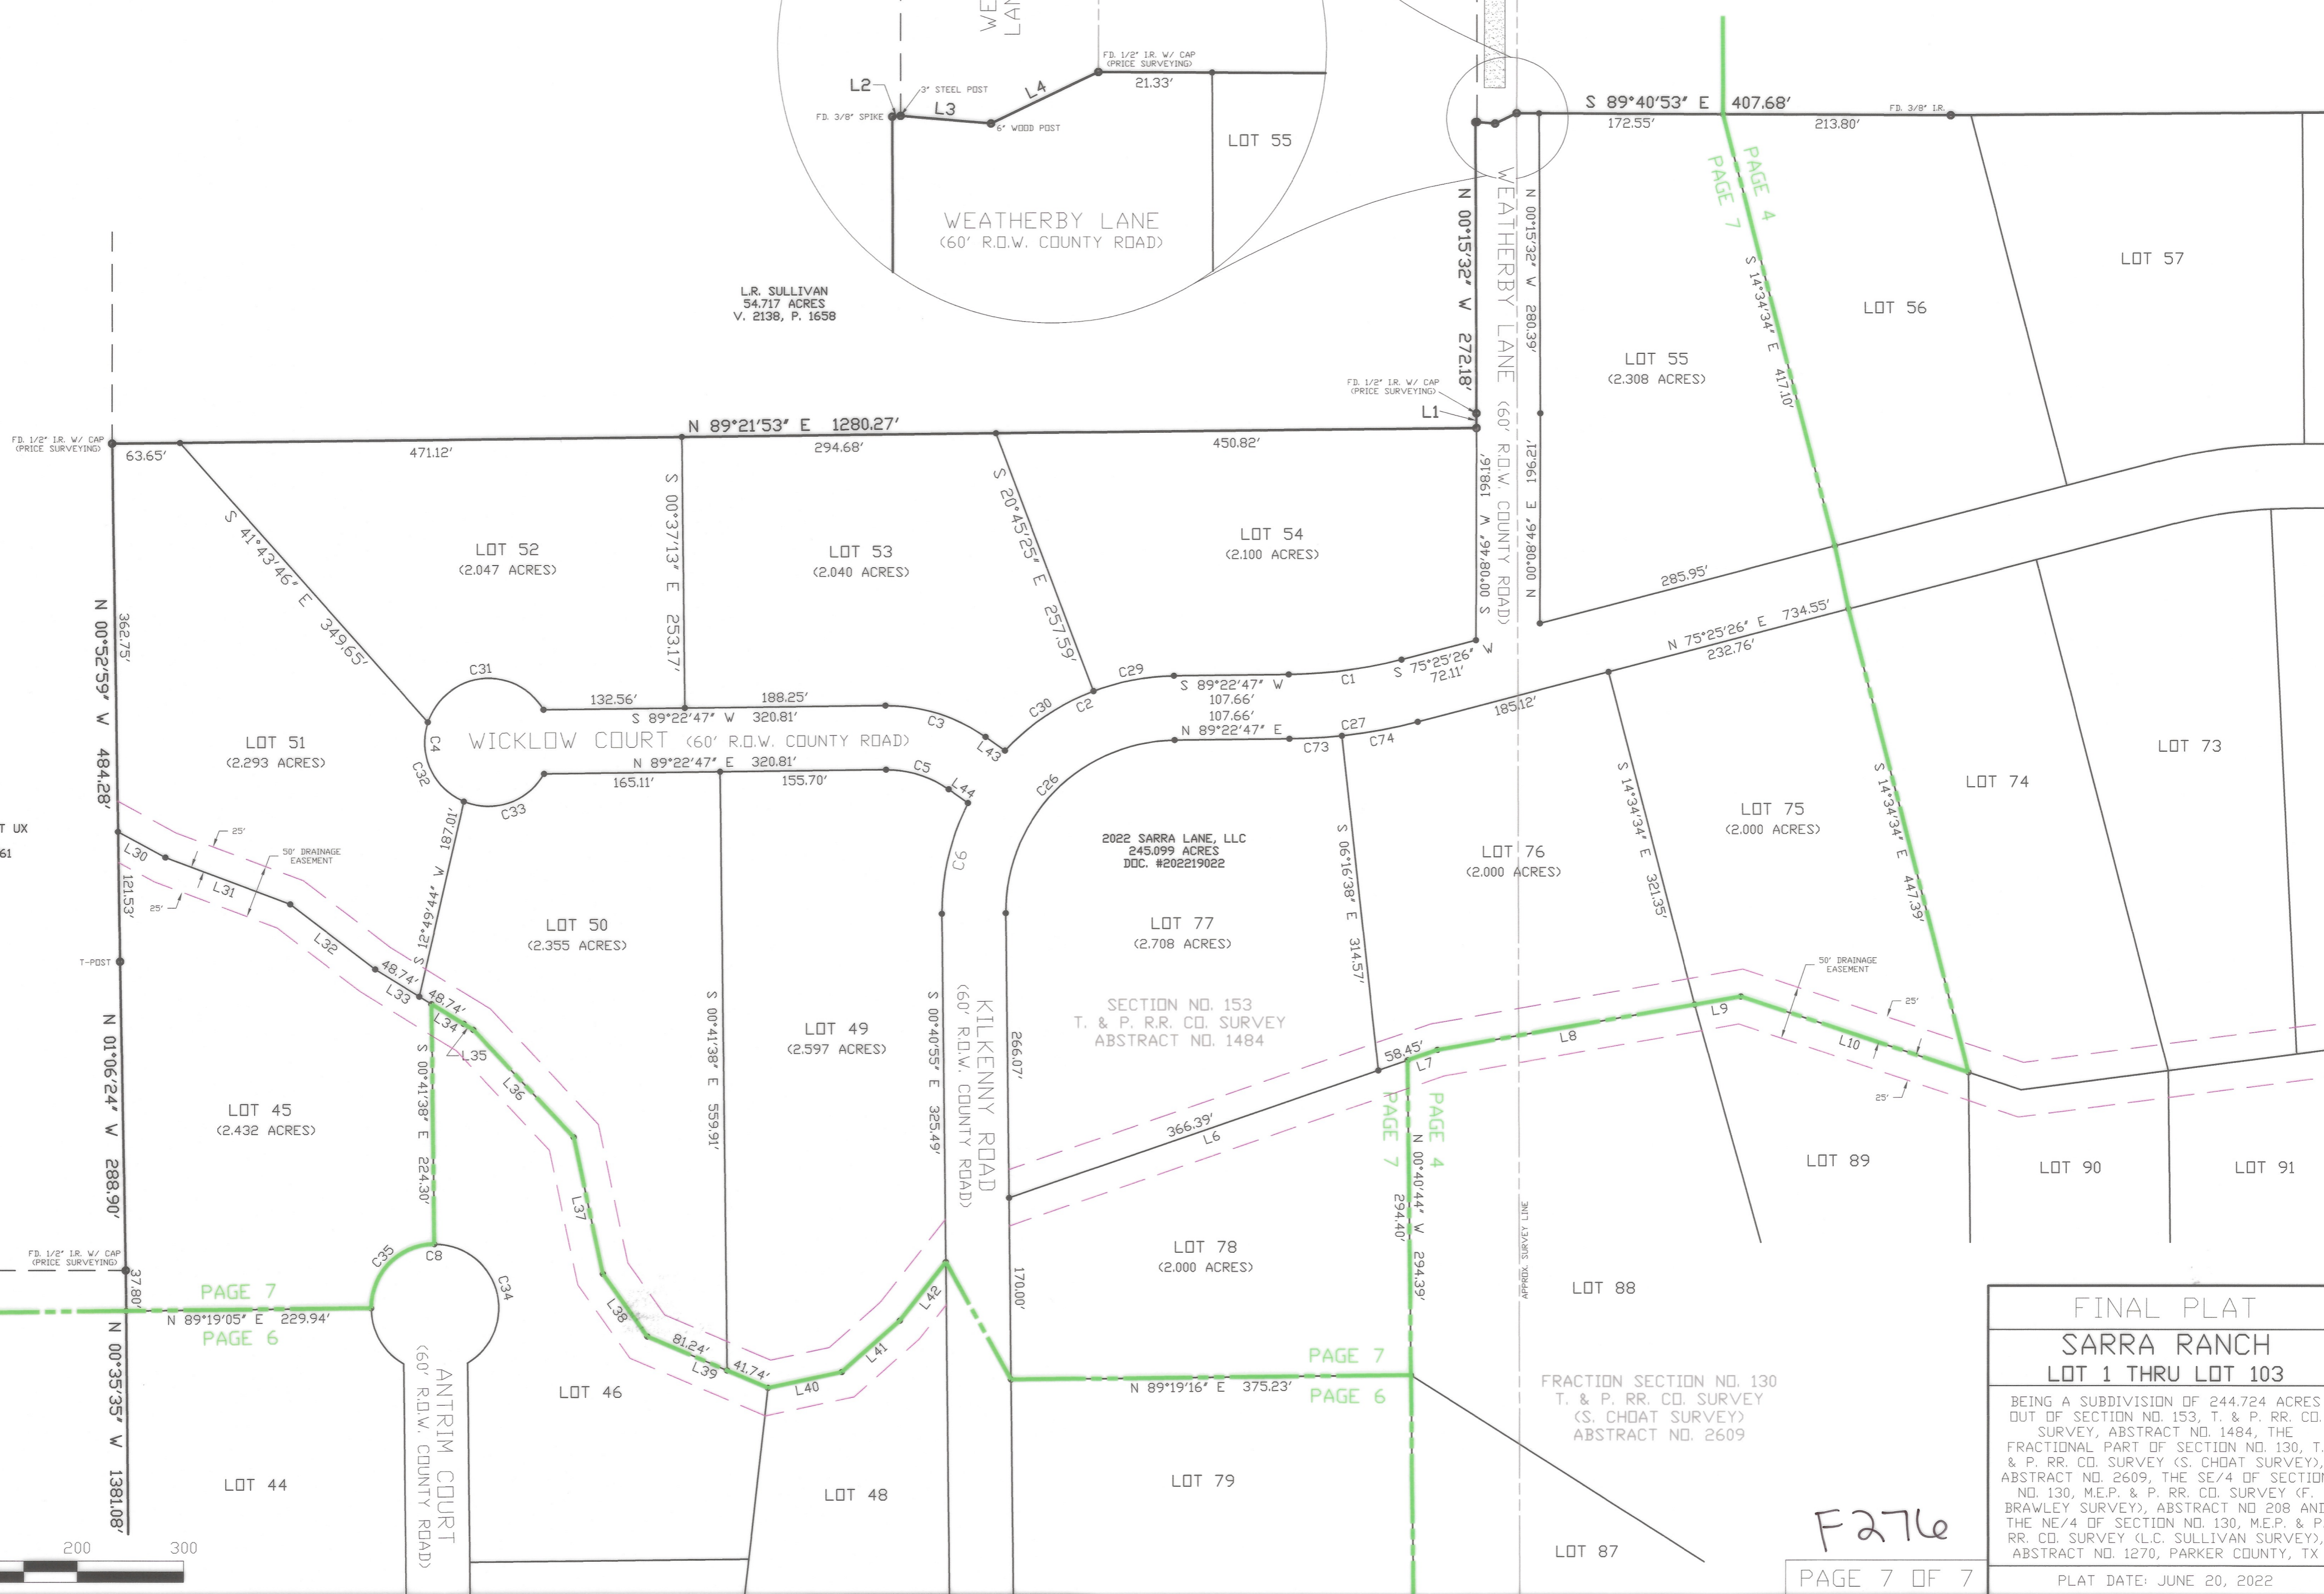 WE
LAN
FD. 1/2" I.R. W/ CAP
(PRICE SURVEYING)
21.33'
L2
3" STEEL POST
L3
L4
FD. 3/8" SPIKE
6" WOOD POST
LOT 55
WEATHERBY LANE
(60' R.O.W. COUNTY ROAD)
S 89°40'53" E 407.68'
172.55'
213.80'
FD. 3/8" I.R.
PAGE 4
PAGE 7
N 00°15'32" W 272.18'
WEATHERBY LANE (60' R.O.W. COUNTY ROAD)
N 00°15'32" W 280.39'
S 14°34'34" E 417.10'
LOT 57
LOT 56
LOT 55
(2.308 ACRES)
L.R. SULLIVAN
54.717 ACRES
V. 2138, P. 1658
FD. 1/2" I.R. W/ CAP
(PRICE SURVEYING)
L1
FD. 1/2" I.R. W/ CAP
(PRICE SURVEYING)
N 89°21'53" E 1280.27'
63.65'
471.12'
294.68'
450.82'
S 00°08'46" W 198.16'
N 00°08'46" E 196.21'
S 41°43'46" E 349.65'
S 00°37'13" E 253.17'
S 20°45'25" E 257.59'
LOT 52
(2.047 ACRES)
LOT 53
(2.040 ACRES)
LOT 54
(2.100 ACRES)
285.95'
N 75°25'26" E 734.55'
232.76'
185.12'
N 00°52'59" W 484.28'
362.75'
121.53'
C31
C4
C32
C33
132.56'
188.25'
S 89°22'47" W 320.81'
WICKLOW COURT (60' R.O.W. COUNTY ROAD)
N 89°22'47" E 320.81'
165.11'
155.70'
C3
L43
C30
C2
C29
S 89°22'47" W
107.66'
107.66'
N 89°22'47" E
C1
S 75°25'26" W
72.11'
C27
C73
C74
C5
L44
C6
C26
LOT 51
(2.293 ACRES)
LOT 73
LOT 74
LOT 75
(2.000 ACRES)
LOT 76
(2.000 ACRES)
2022 SARRA LANE, LLC
245.099 ACRES
DOC. #202219022
LOT 77
(2.708 ACRES)
S 06°16'38" E 314.57'
S 14°34'34" E 321.35'
S 14°34'34" E 447.39'
T UX
61
25'
50' DRAINAGE
EASEMENT
25'
L30
L31
L32
L33
48.74'
48.74'
L34
L35
L36
L37
L38
81.24'
L39
41.74'
L40
L41
L42
S 12°49'44" W 187.01'
T-POST
LOT 50
(2.355 ACRES)
LOT 49
(2.597 ACRES)
S 00°41'38" E 559.91'
S 00°40'55" E 325.49'
KILKENNY ROAD
(60' R.O.W. COUNTY ROAD)
266.07'
170.00'
SECTION NO. 153
T. & P. R.R. CO. SURVEY
ABSTRACT NO. 1484
50' DRAINAGE
EASEMENT
25'
25'
58.45'
L7
L8
L9
L10
366.39'
L6
PAGE 4
PAGE 7
N 00°40'44" W 294.39'
294.40'
APPROX. SURVEY LINE
LOT 89
LOT 90
LOT 91
N 01°06'24" W 288.90'
LOT 45
(2.432 ACRES)
S 00°41'38" E 224.30'
C35
C8
C34
FD. 1/2" I.R. W/ CAP
(PRICE SURVEYING)
37.80'
PAGE 7
N 89°19'05" E 229.94'
PAGE 6
N 00°35'35" W 1381.08'
ANTRIM COURT
(60' R.O.W. COUNTY ROAD)
LOT 44
LOT 46
LOT 48
LOT 78
(2.000 ACRES)
PAGE 7
N 89°19'16" E 375.23'
PAGE 6
LOT 79
LOT 88
LOT 87
FRACTION SECTION NO. 130
T. & P. RR. CO. SURVEY
(S. CHOAT SURVEY)
ABSTRACT NO. 2609
200 300
F276
PAGE 7 OF 7
FINAL PLAT
SARRA RANCH
LOT 1 THRU LOT 103
BEING A SUBDIVISION OF 244.724 ACRES
OUT OF SECTION NO. 153, T. & P. RR. CO.
SURVEY, ABSTRACT NO. 1484, THE
FRACTIONAL PART OF SECTION NO. 130, T.
& P. RR. CO. SURVEY (S. CHOAT SURVEY),
ABSTRACT NO. 2609, THE SE/4 OF SECTION
NO. 130, M.E.P. & P. RR. CO. SURVEY (F.
BRAWLEY SURVEY), ABSTRACT NO 208 AND
THE NE/4 OF SECTION NO. 130, M.E.P. & P.
RR. CO. SURVEY (L.C. SULLIVAN SURVEY),
ABSTRACT NO. 1270, PARKER COUNTY, TX
PLAT DATE: JUNE 20, 2022